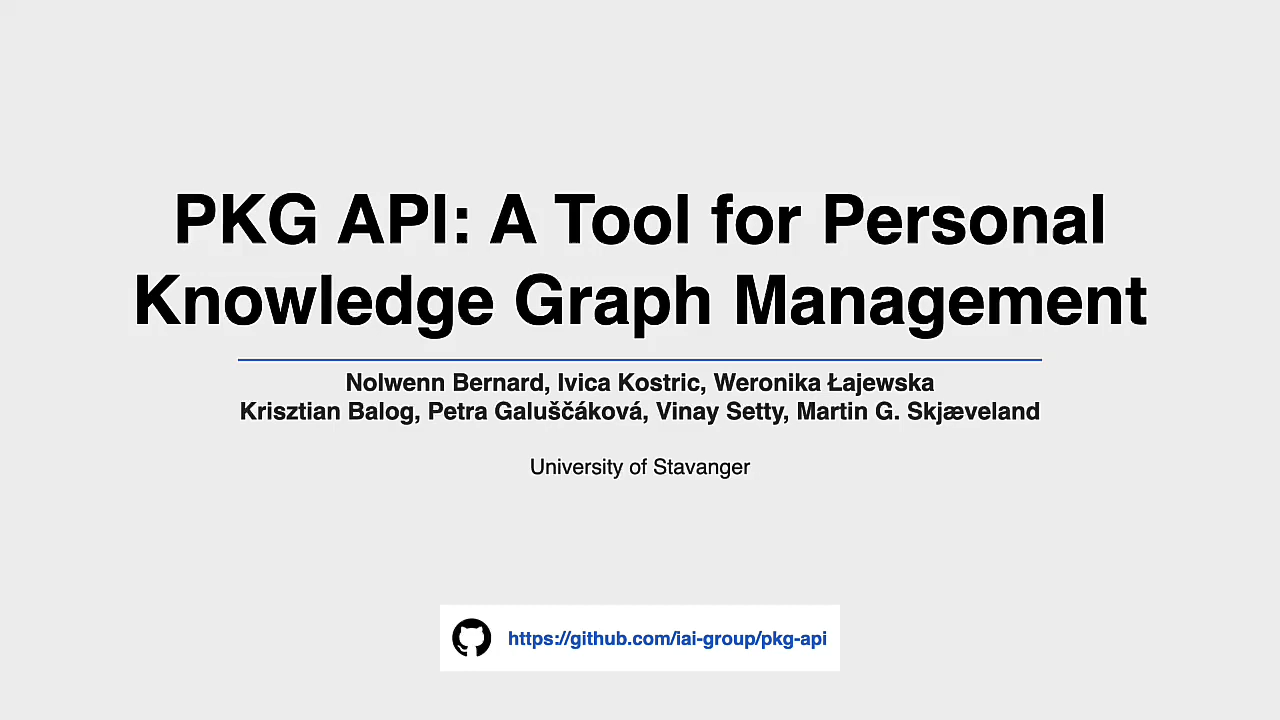 PKG API: A Tool for Personal
Knowledge Graph Management
Nolwenn Bernard, Ivica Kostric, Weronika Łajewska
Krisztian Balog, Petra Galuščáková, Vinay Setty, Martin G. Skjæveland
University of Stavanger
https://github.com/iai-group/pkg-api